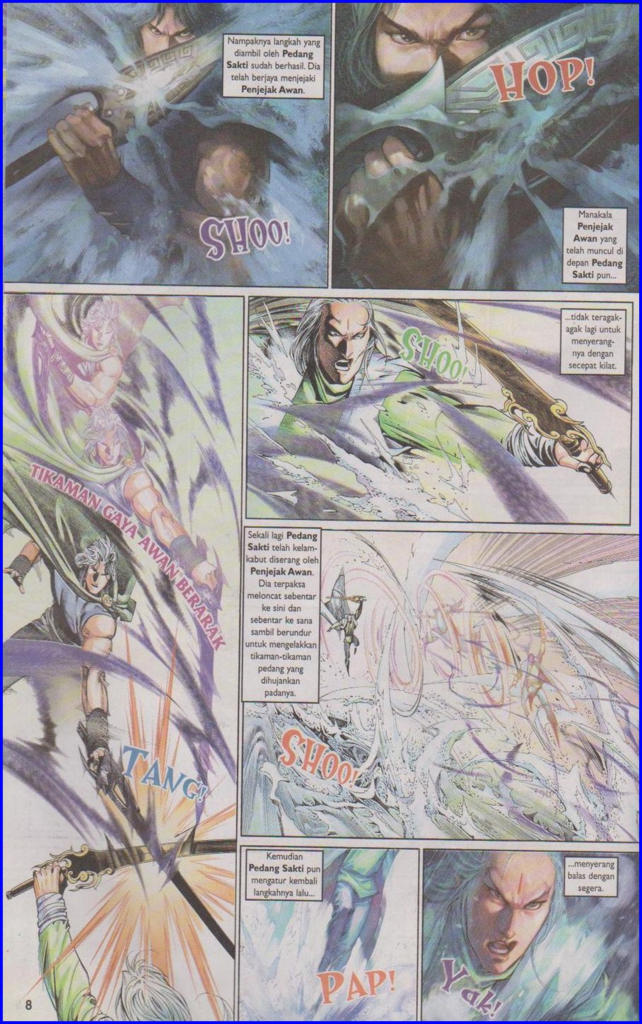 Nampaknya langkah yang
diambil oleh Pedang
Sakti sudah berhasil. Dia
telah berjaya menjejaki
Penjejak Awan.
SHOO!
HOP!
Manakala
Penjejak
Awan yang
telah muncul di
depan Pedang
Sakti pun...
TIKAMAN GAYA AWAN BERARAK
TANG!
SHOO!
...tidak teragak-
agak lagi untuk
menyerang-
nya dengan
secepat kilat.
Sekali lagi Pedang
Sakti telah kelam-
kabut diserang oleh
Penjejak Awan.
Dia terpaksa
meloncat sebentar
ke sini dan
sebentar ke sana
sambil berundur
untuk mengelakkan
tikaman-tikaman
pedang yang
dihujankan
padanya.
SHOO!
Kemudian
Pedang Sakti pun
mengatur kembali
langkahnya lalu...
PAP!
...menyerang
balas dengan
segera.
Yak!
8